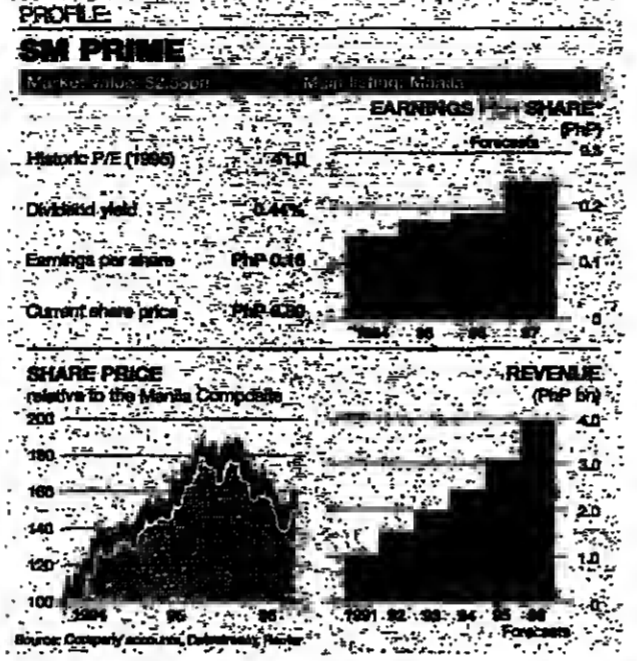 PROFILE:
SM PRIME
Market value: $2.55bn Main listing: Manila
Historic P/E (1995) 41.0
Dividend yield 0.44%
Earnings per share PhP 0.16
Current share price PhP
EARNINGS SHARE*
(PhP)
Forecasts
0.3
0.2
0.1
0
1994 95 96 97
SHARE PRICE
relative to the Manila Composite
200
180
160
140
120
100
1994 95 96
REVENUE
(PhP bn)
4.0
3.0
2.0
1.0
0
1991 92 93 94 95 96
Forecasts
Source: Company accounts, Datastream, Reuter